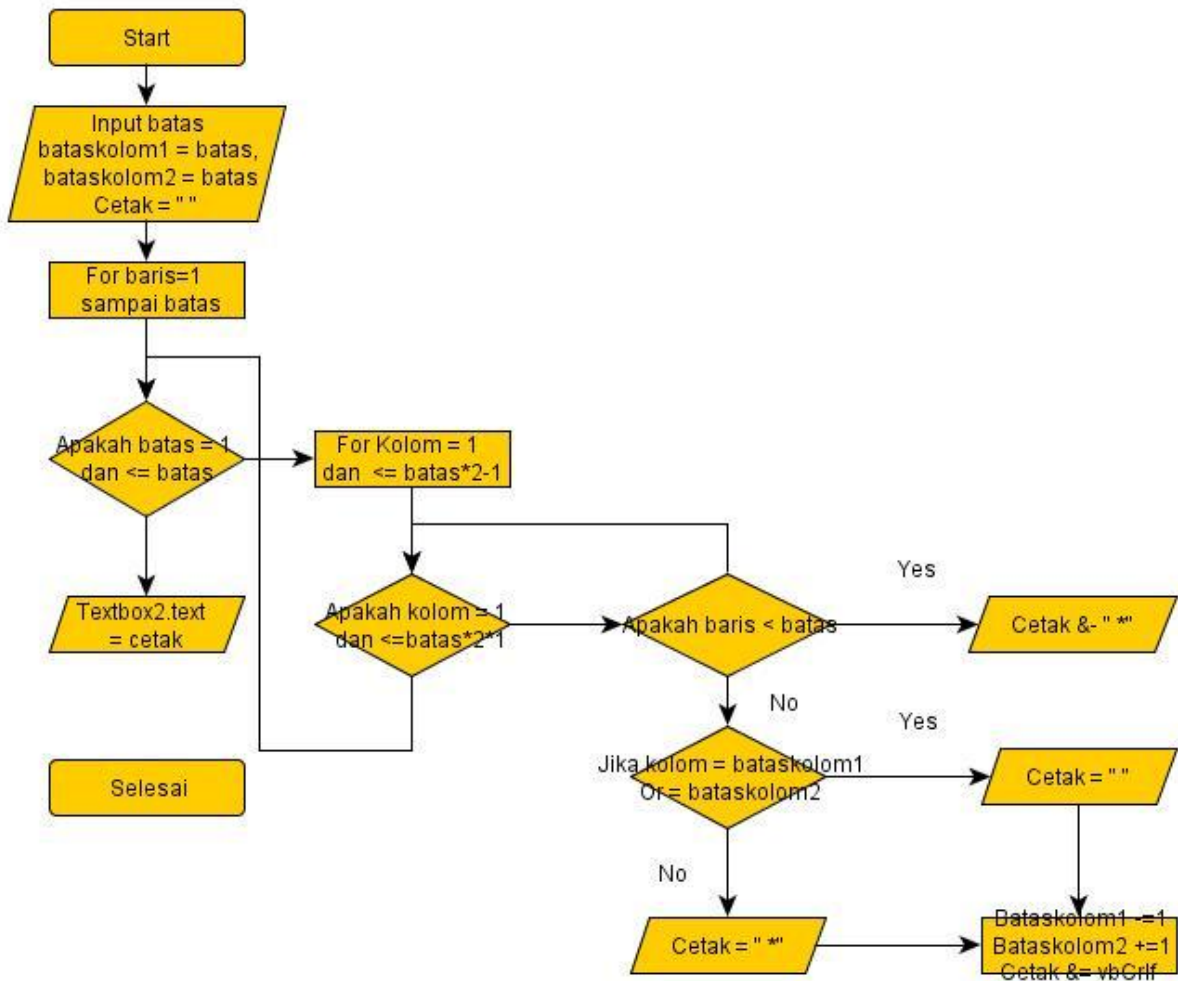 Start
Input batas
bataskolom1 = batas,
bataskolom2 = batas
Cetak = " "
For baris=1
sampai batas
Apakah batas = 1
dan <= batas
For Kolom = 1
dan <= batas*2-1
Textbox2.text
= cetak
Apakah kolom = 1
dan <=batas*2*1
Apakah baris < batas
Yes
Cetak &- " *"
No
Jika kolom = bataskolom1
Or = bataskolom2
Yes
Cetak = " "
Selesai
No
Cetak = " *"
Bataskolom1 -=1
Bataskolom2 +=1
Cetak &= vbCrlf